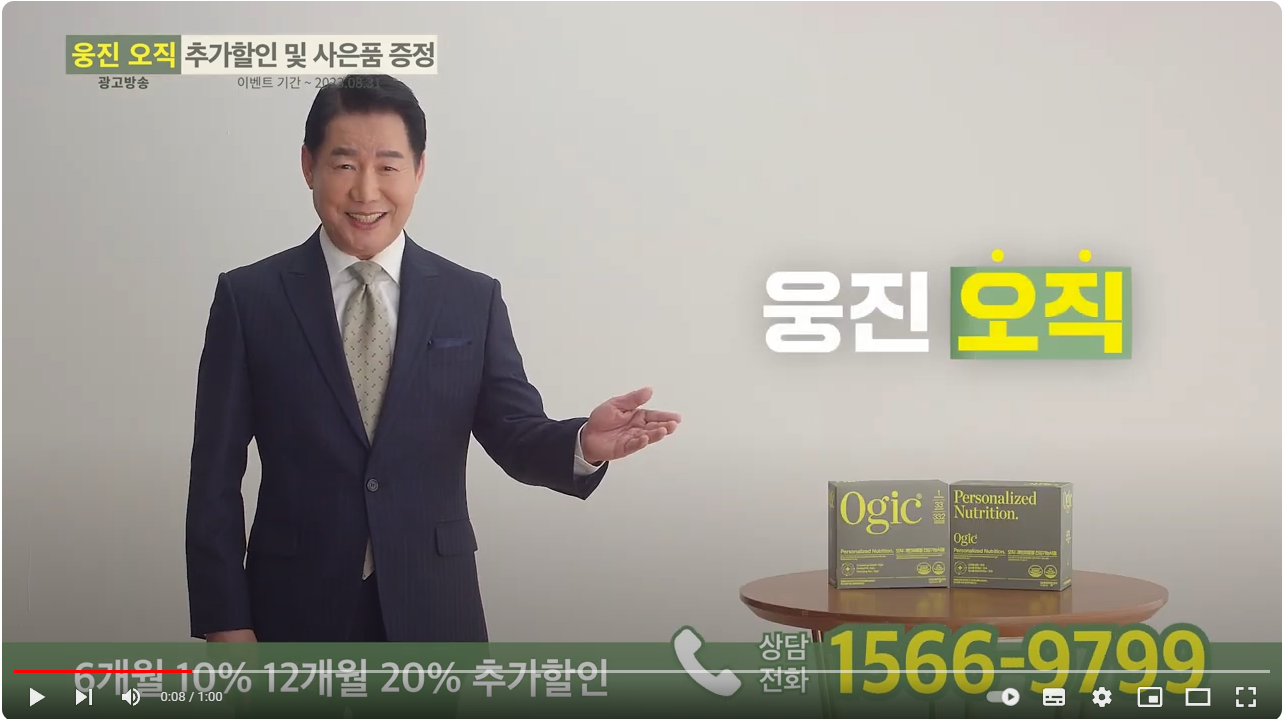 웅진 오직 추가할인 및 사은품 증정
광고방송
이벤트 기간 ~ 2023.08.31
웅진 오직
Ogic
Personalized
Nutrition.
Ogic
Personalized Nutrition.
Personalized Nutrition.
6개월 10% 12개월 20% 추가할인
상담
전화
1566-9799
0:08 / 1:00